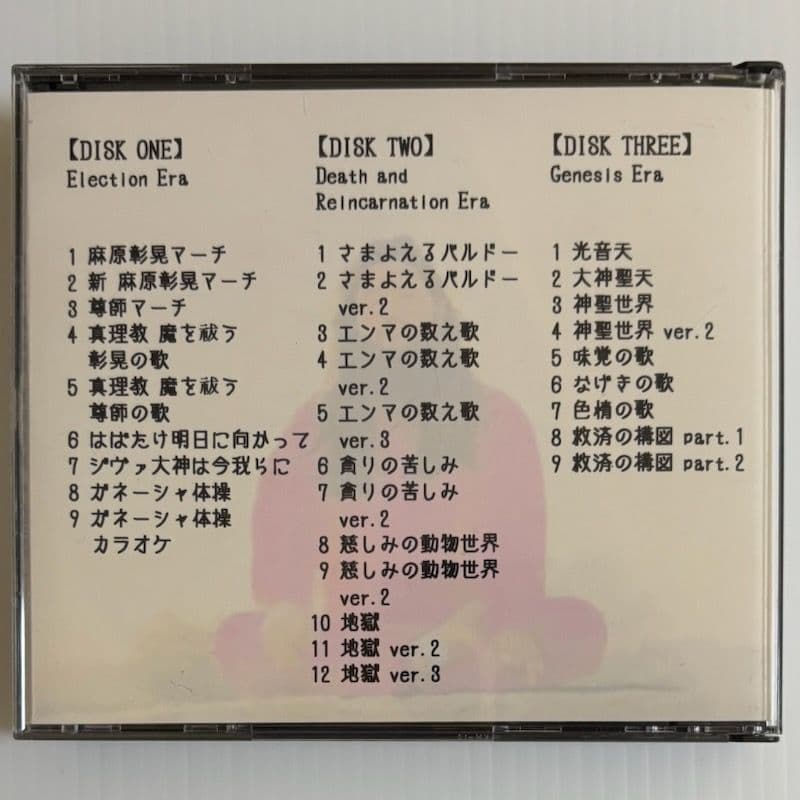 【DISK ONE】
Election Era
1 麻原彰晃マーチ
2 新 麻原彰晃マーチ
3 尊師マーチ
4 真理教 魔を祓う
彰晃の歌
5 真理教 魔を祓う
尊師の歌
6 はばたけ明日に向かって
7 シヴァ大神は今我らに
8 ガネーシャ体操
9 ガネーシャ体操
カラオケ
【DISK TWO】
Death and
Reincarnation Era
1 さまよえるバルドー
2 さまよえるバルドー
ver.2
3 エンマの数え歌
4 エンマの数え歌
ver.2
5 エンマの数え歌
ver.3
6 貪りの苦しみ
7 貪りの苦しみ
ver.2
8 慈しみの動物世界
9 慈しみの動物世界
ver.2
10 地獄
11 地獄 ver.2
12 地獄 ver.3
【DISK THREE】
Genesis Era
1 光音天
2 大神聖天
3 神聖世界
4 神聖世界 ver.2
5 味覚の歌
6 なげきの歌
7 色情の歌
8 救済の構図 part.1
9 救済の構図 part.2